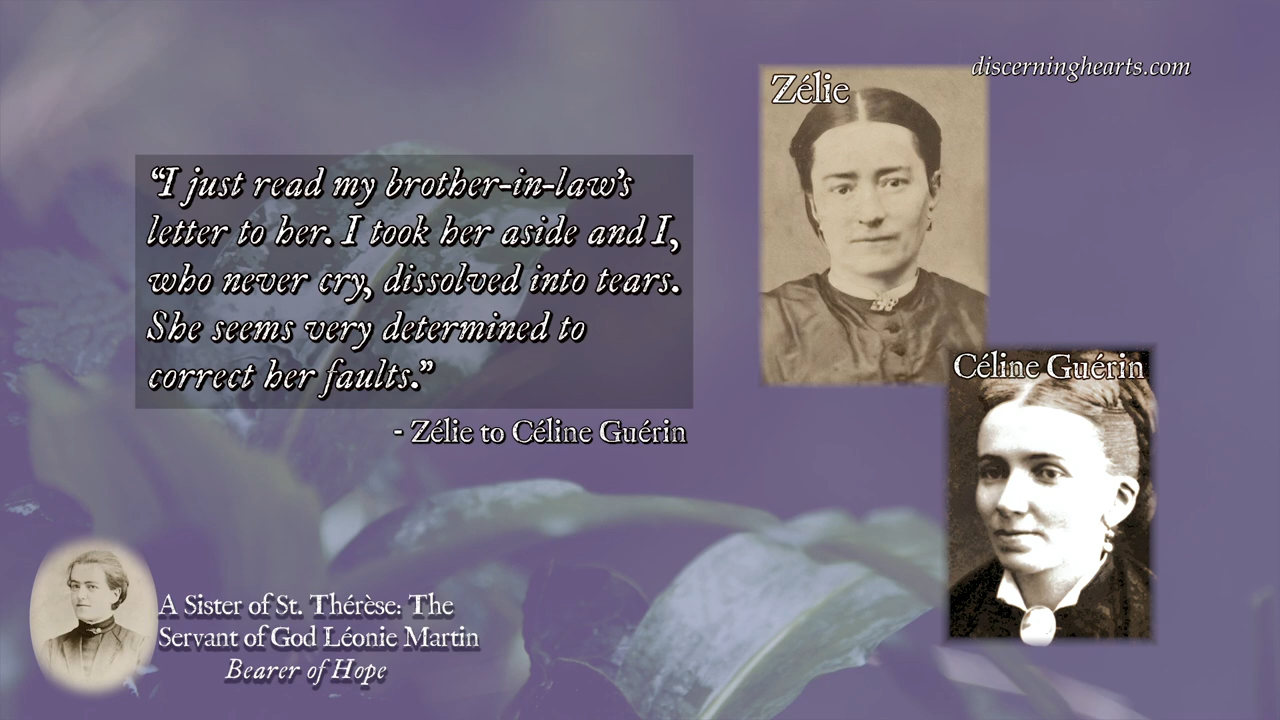 discerninghearts.com
Zélie
“I just read my brother-in-law’s
letter to her. I took her aside and I,
who never cry, dissolved into tears.
She seems very determined to
correct her faults.”
- Zélie to Céline Guérin
Céline Guérin
A Sister of St. Thérèse: The
Servant of God Léonie Martin
Bearer of Hope